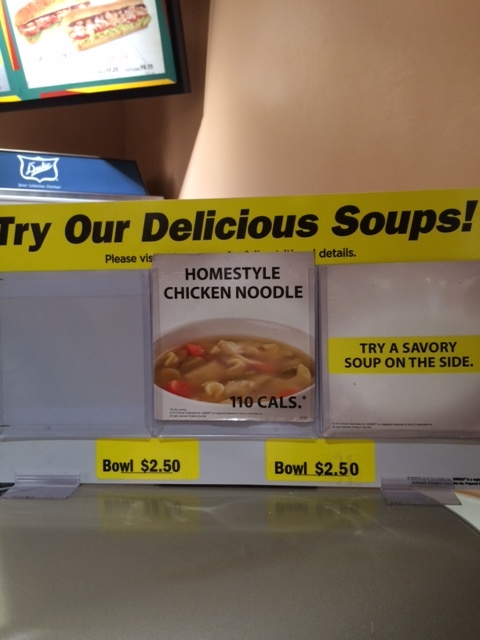 Try Our Delicious Soups!
Please details.
HOMESTYLE
CHICKEN NOODLE
110 CALS.*
TRY A SAVORY
SOUP ON THE SIDE.
Bowl $2.50
Bowl $2.50